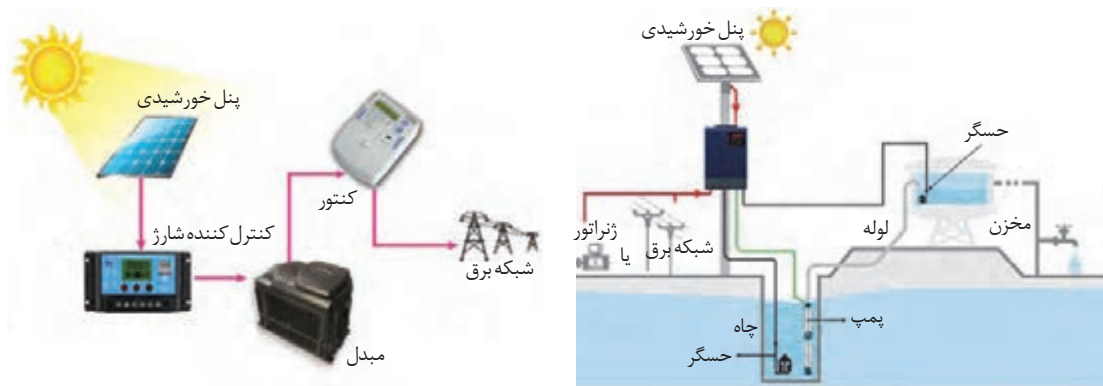 پنل خورشیدی
حسگر
مخزن
لوله
ژنراتور
یا
شبکه برق
چاه
پمپ
حسگر
پنل خورشیدی
کنتور
کنترل کننده شارژ
شبکه برق
مبدل